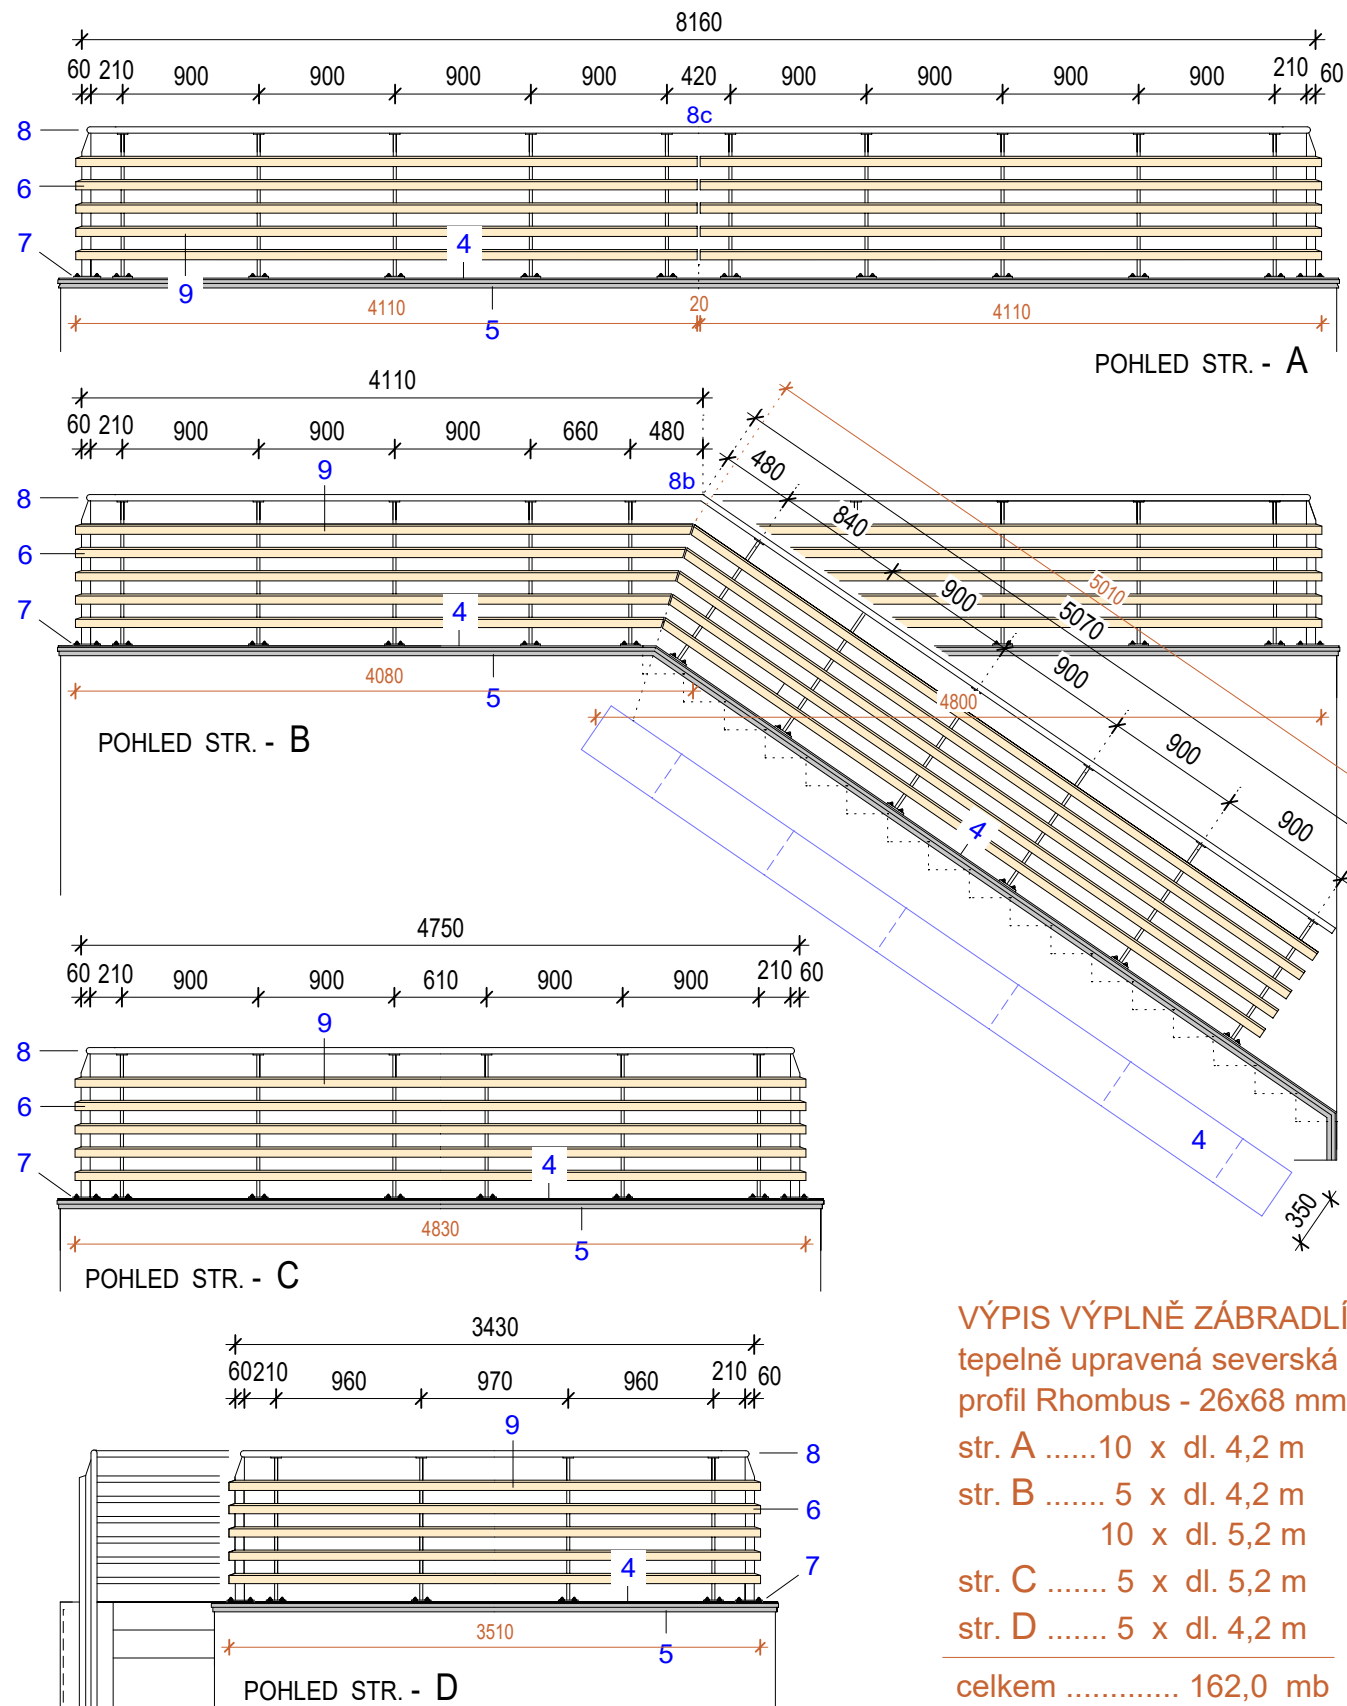 8160
60 210 900 900 900 900 420 900 900 900 900 210 60
8c
8
6
7
4
9
5
4110 20 4110
POHLED STR. - A
4110
60 210 900 900 900 660 480
9
8b
8
6
7
4
5
4080
POHLED STR. - B
480
840
900
900
900
900
5070
5010
4800
4
4
350
4750
60 210 900 900 610 900 900 210 60
9
8
6
7
4
5
4830
POHLED STR. - C
3430
60 210 960 970 960 210 60
9
8
6
7
4
5
3510
POHLED STR. - D
VÝPIS VÝPLNĚ ZÁBRADLÍ
tepelně upravená severská
profil Rhombus - 26x68 mm
str. A ......10 x dl. 4,2 m
str. B ....... 5 x dl. 4,2 m
10 x dl. 5,2 m
str. C ....... 5 x dl. 5,2 m
str. D ....... 5 x dl. 4,2 m
celkem ............. 162,0 mb